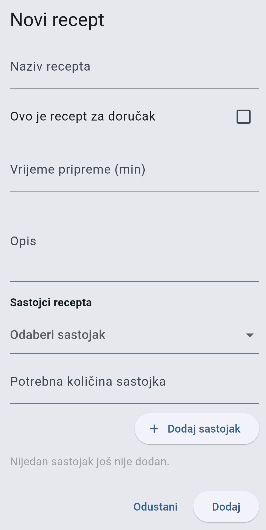 Novi recept
Naziv recepta
Ovo je recept za doručak
Vrijeme pripreme (min)
Opis
Sastojci recepta
Odaberi sastojak
Potrebna količina sastojka
+ Dodaj sastojak
Nijedan sastojak još nije dodan.
Odustani Dodaj